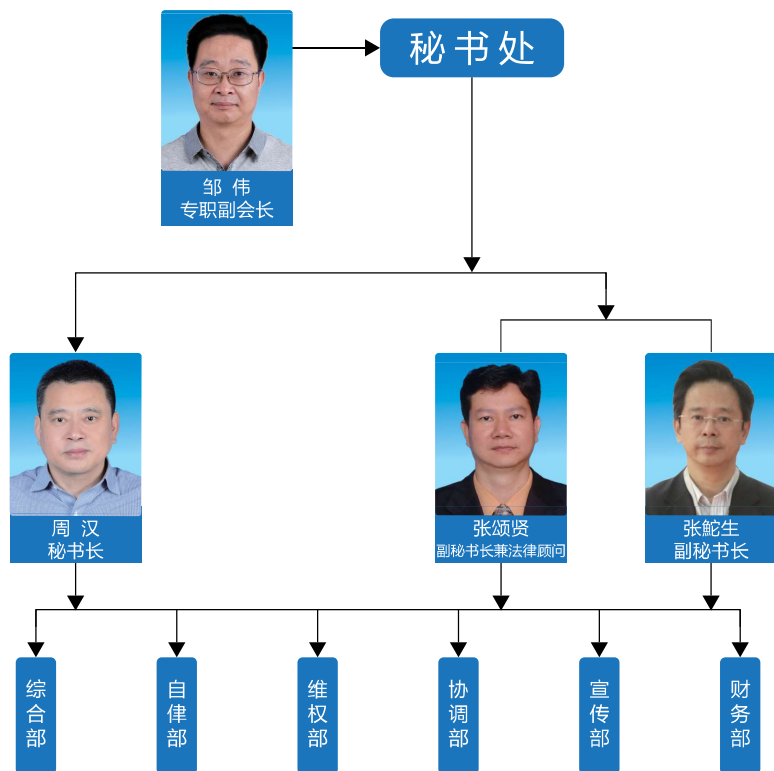 秘书处
邹 伟
专职副会长
周 汉
秘书长
张颂贤
副秘书长兼法律顾问
张鮀生
副秘书长
综合部
自律部
维权部
协调部
宣传部
财务部